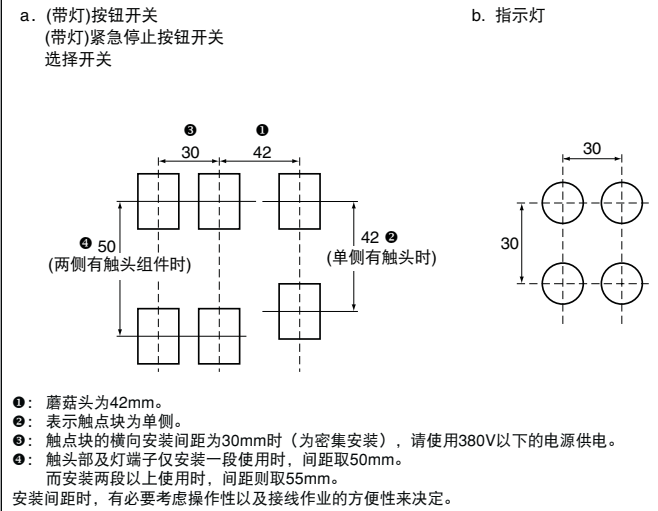 a. (带灯)按钮开关
(带灯)紧急停止按钮开关
选择开关
b. 指示灯
❸
❶
30
42
30
❹ 50
(两侧有触头组件时)
42 ❷
(单侧有触头时)
30
❶： 蘑菇头为42mm。
❷： 表示触点块为单侧。
❸： 触点块的横向安装间距为30mm时（为密集安装），请使用380V以下的电源供电。
❹： 触头部及灯端子仅安装一段使用时，间距取50mm。
而安装两段以上使用时，间距则取55mm。
安装间距时，有必要考虑操作性以及接线作业的方便性来决定。